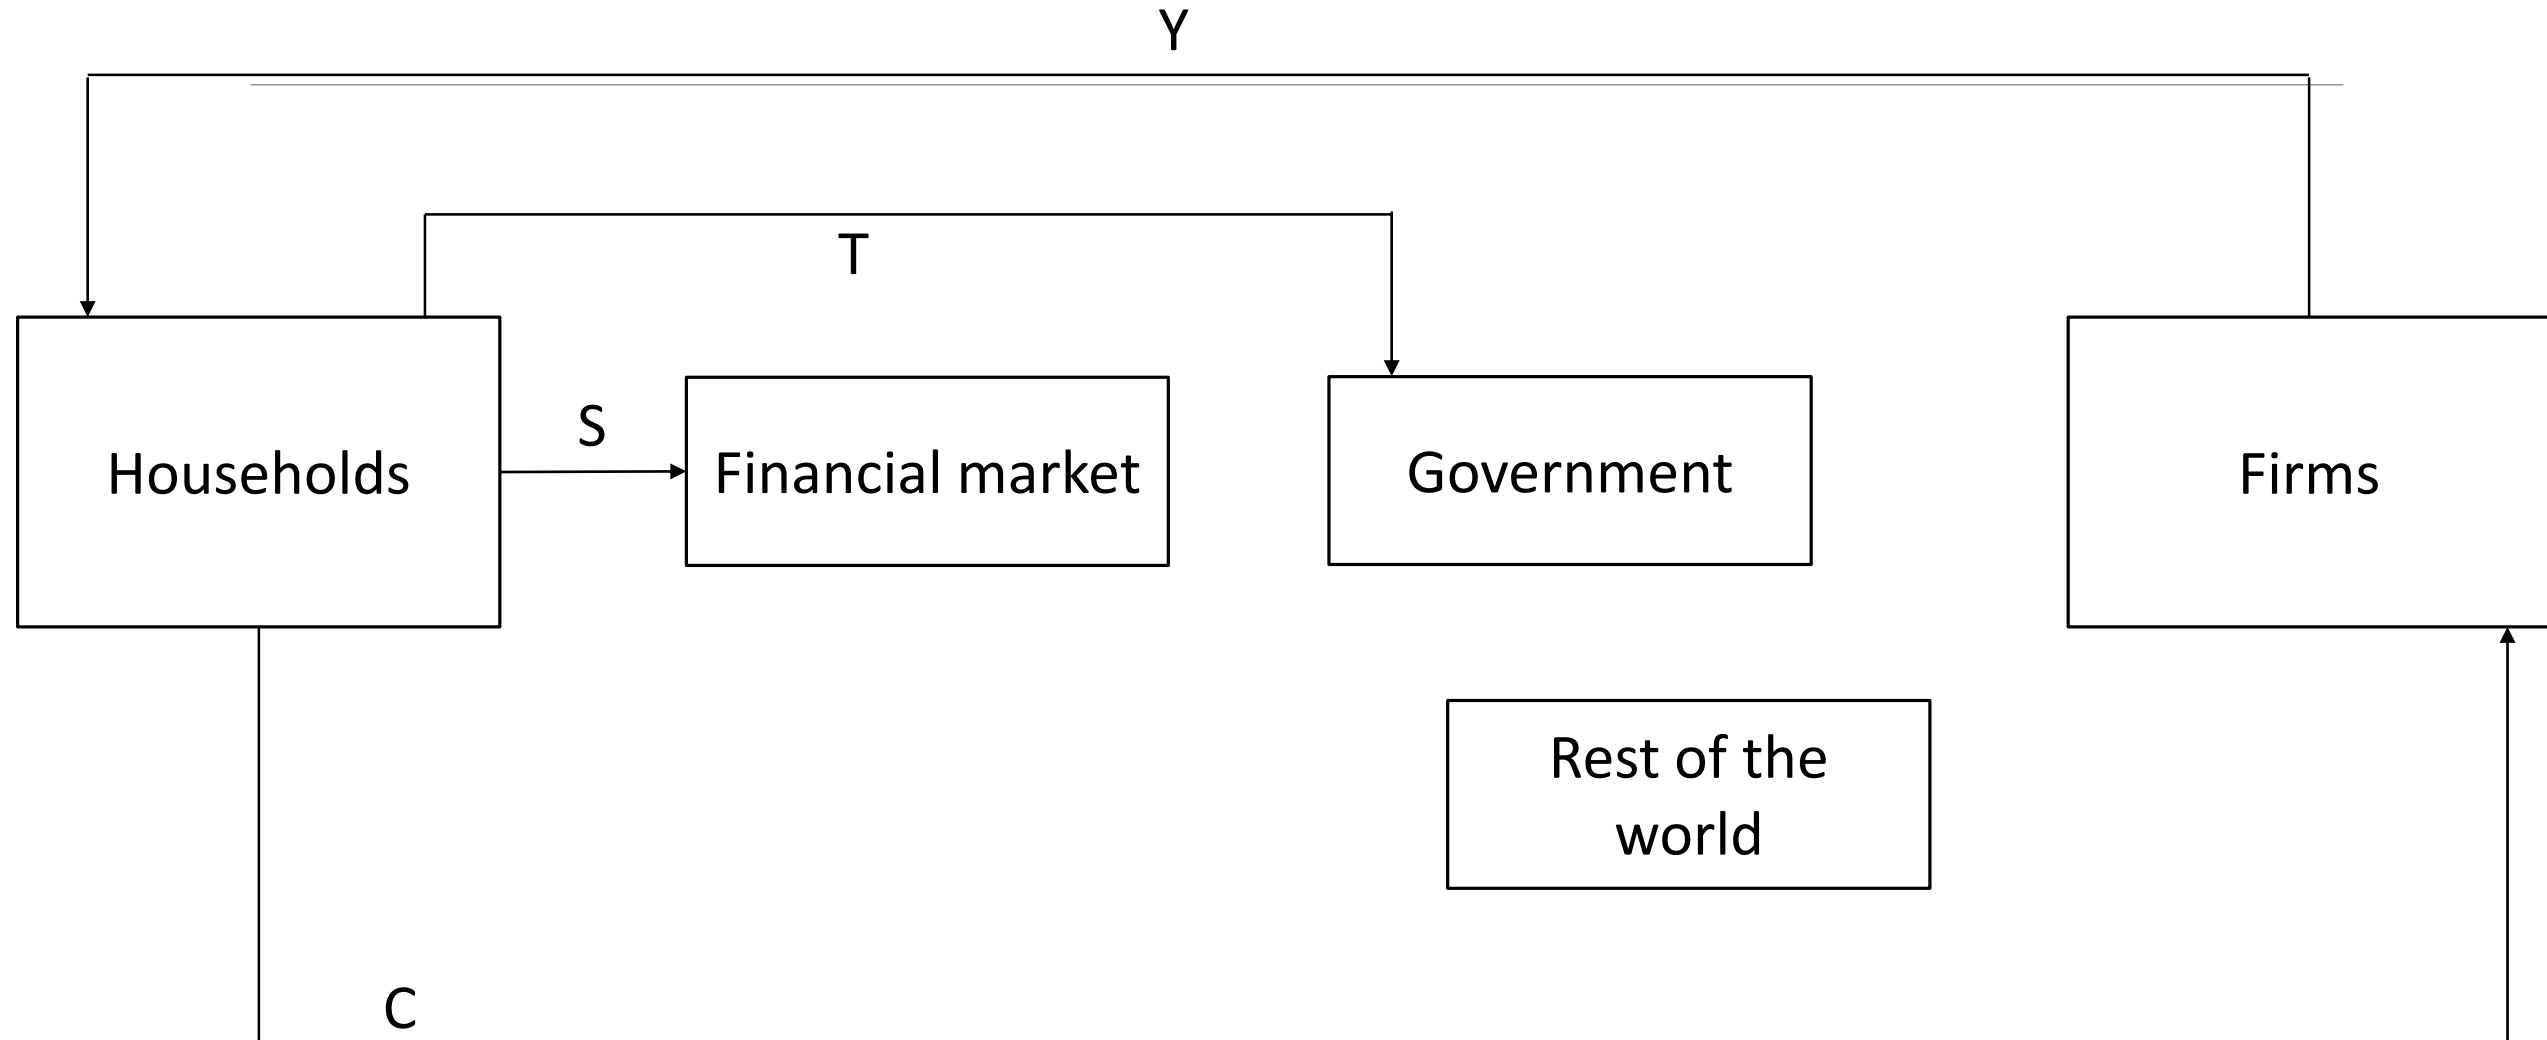 Y
T
S
Households
Financial market
Government
Firms
Rest of the
world
C